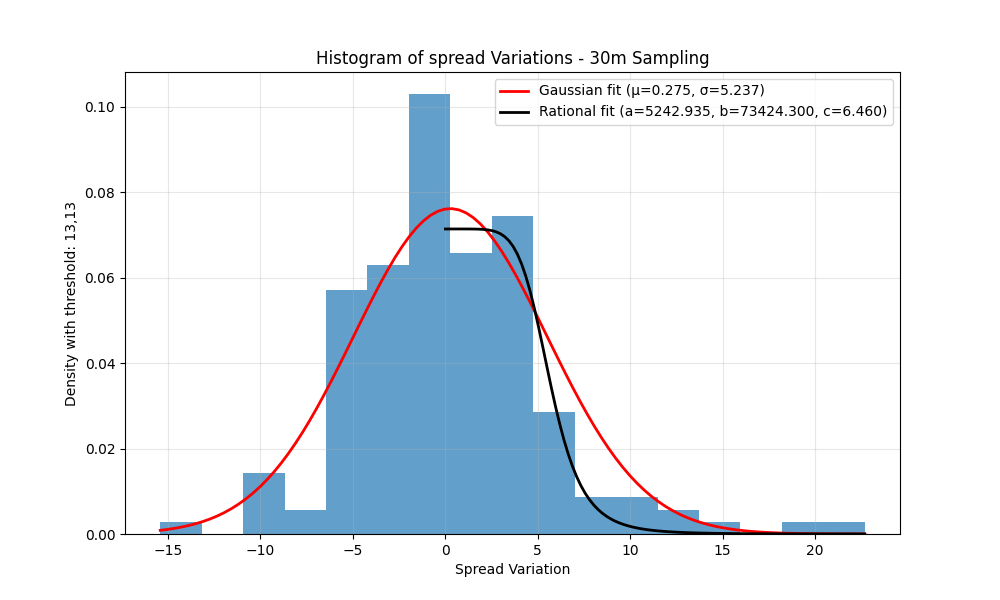 Histogram of spread Variations - 30m Sampling
Gaussian fit (μ=0.275, σ=5.237)
Rational fit (a=5242.935, b=73424.300, c=6.460)
Density with threshold: 13,13
0.10
0.08
0.06
0.04
0.02
0.00
−15 −10 −5 0 5 10 15 20
Spread Variation